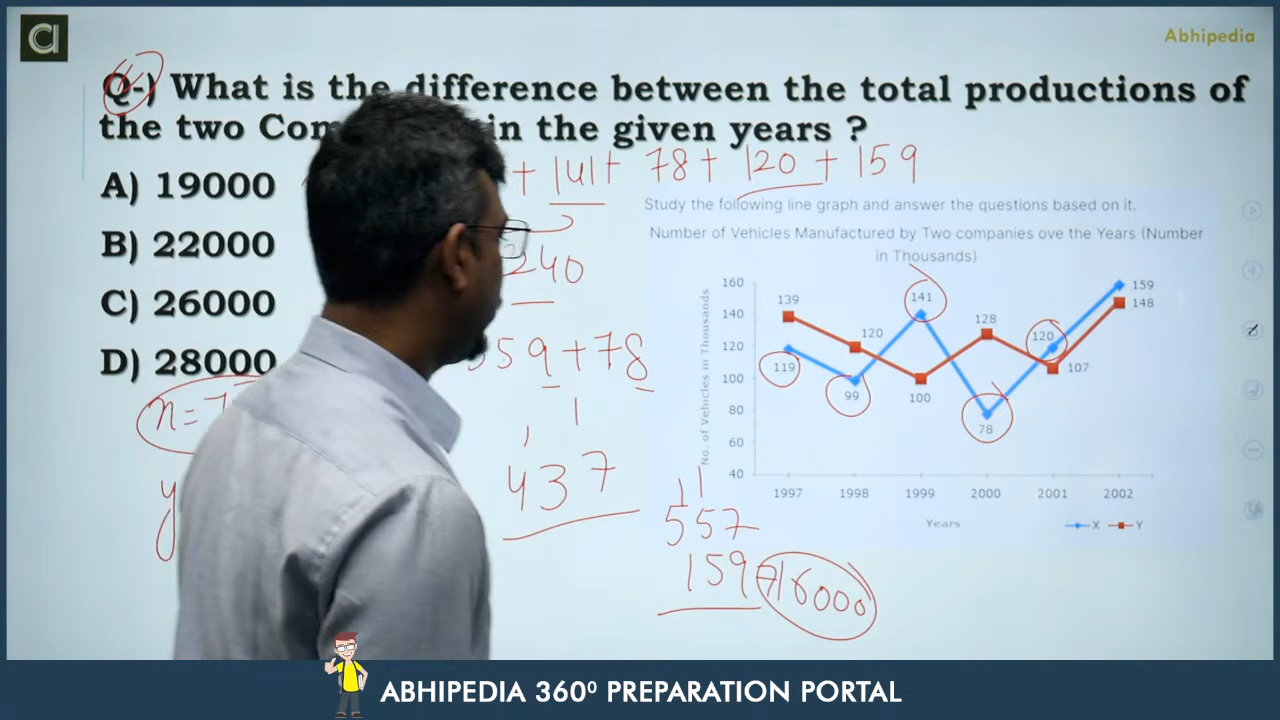 Abhipedia
Q-) What is the difference between the total productions of
the two in the given years ?
+ 141 + 78 + 120 + 159
A) 19000
B) 22000
C) 26000
D) 28000
240
59 + 78
1
437
Study the following line graph and answer the questions based on it.
Number of Vehicles Manufactured by Two companies ove the Years (Number
in Thousands)
No. of Vehicles in Thousands
160
140
120
100
80
60
40
139
120
141
128
120
159
148
119
99
100
78
107
1997 1998 1999 2000 2001 2002
Years
X Y
11
557
159
716000
y
ABHIPEDIA 360º PREPARATION PORTAL